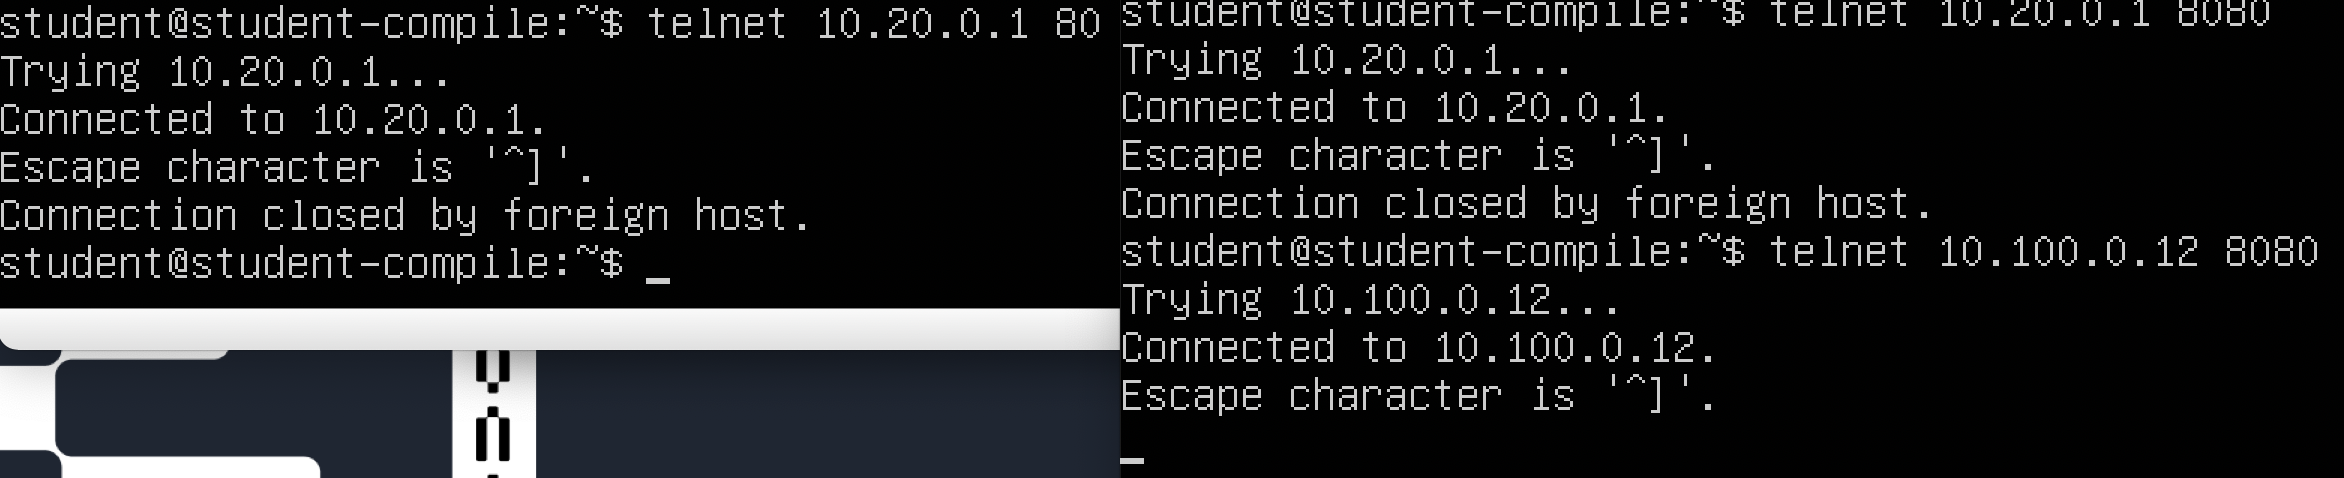 student@student-compile:~$ telnet 10.20.0.1 80
Trying 10.20.0.1...
Connected to 10.20.0.1.
Escape character is '^]'.
Connection closed by foreign host.
student@student-compile:~$ _
student@student-compile:~$ telnet 10.20.0.1 8080
Trying 10.20.0.1...
Connected to 10.20.0.1.
Escape character is '^]'.
Connection closed by foreign host.
student@student-compile:~$ telnet 10.100.0.12 8080
Trying 10.100.0.12...
Connected to 10.100.0.12.
Escape character is '^]'.
_